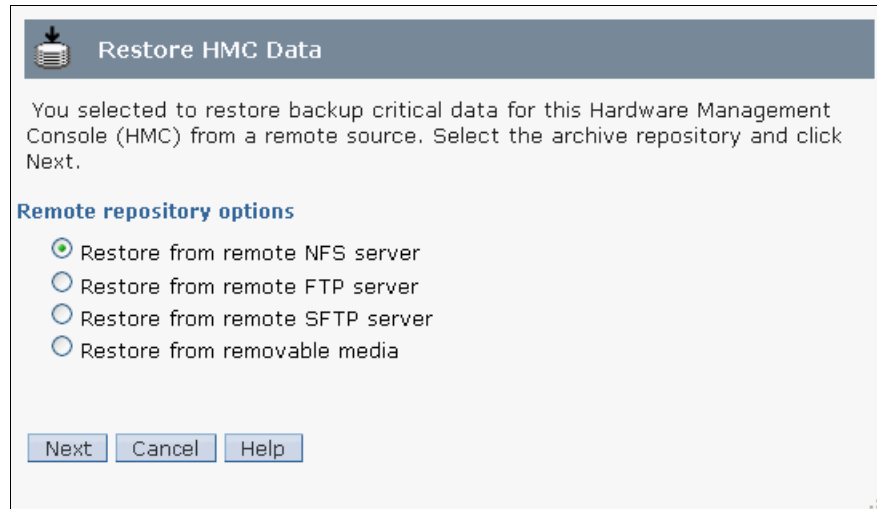 Restore HMC Data
You selected to restore backup critical data for this Hardware Management
Console (HMC) from a remote source. Select the archive repository and click
Next.
Remote repository options
Restore from remote NFS server
Restore from remote FTP server
Restore from remote SFTP server
Restore from removable media
Next Cancel Help